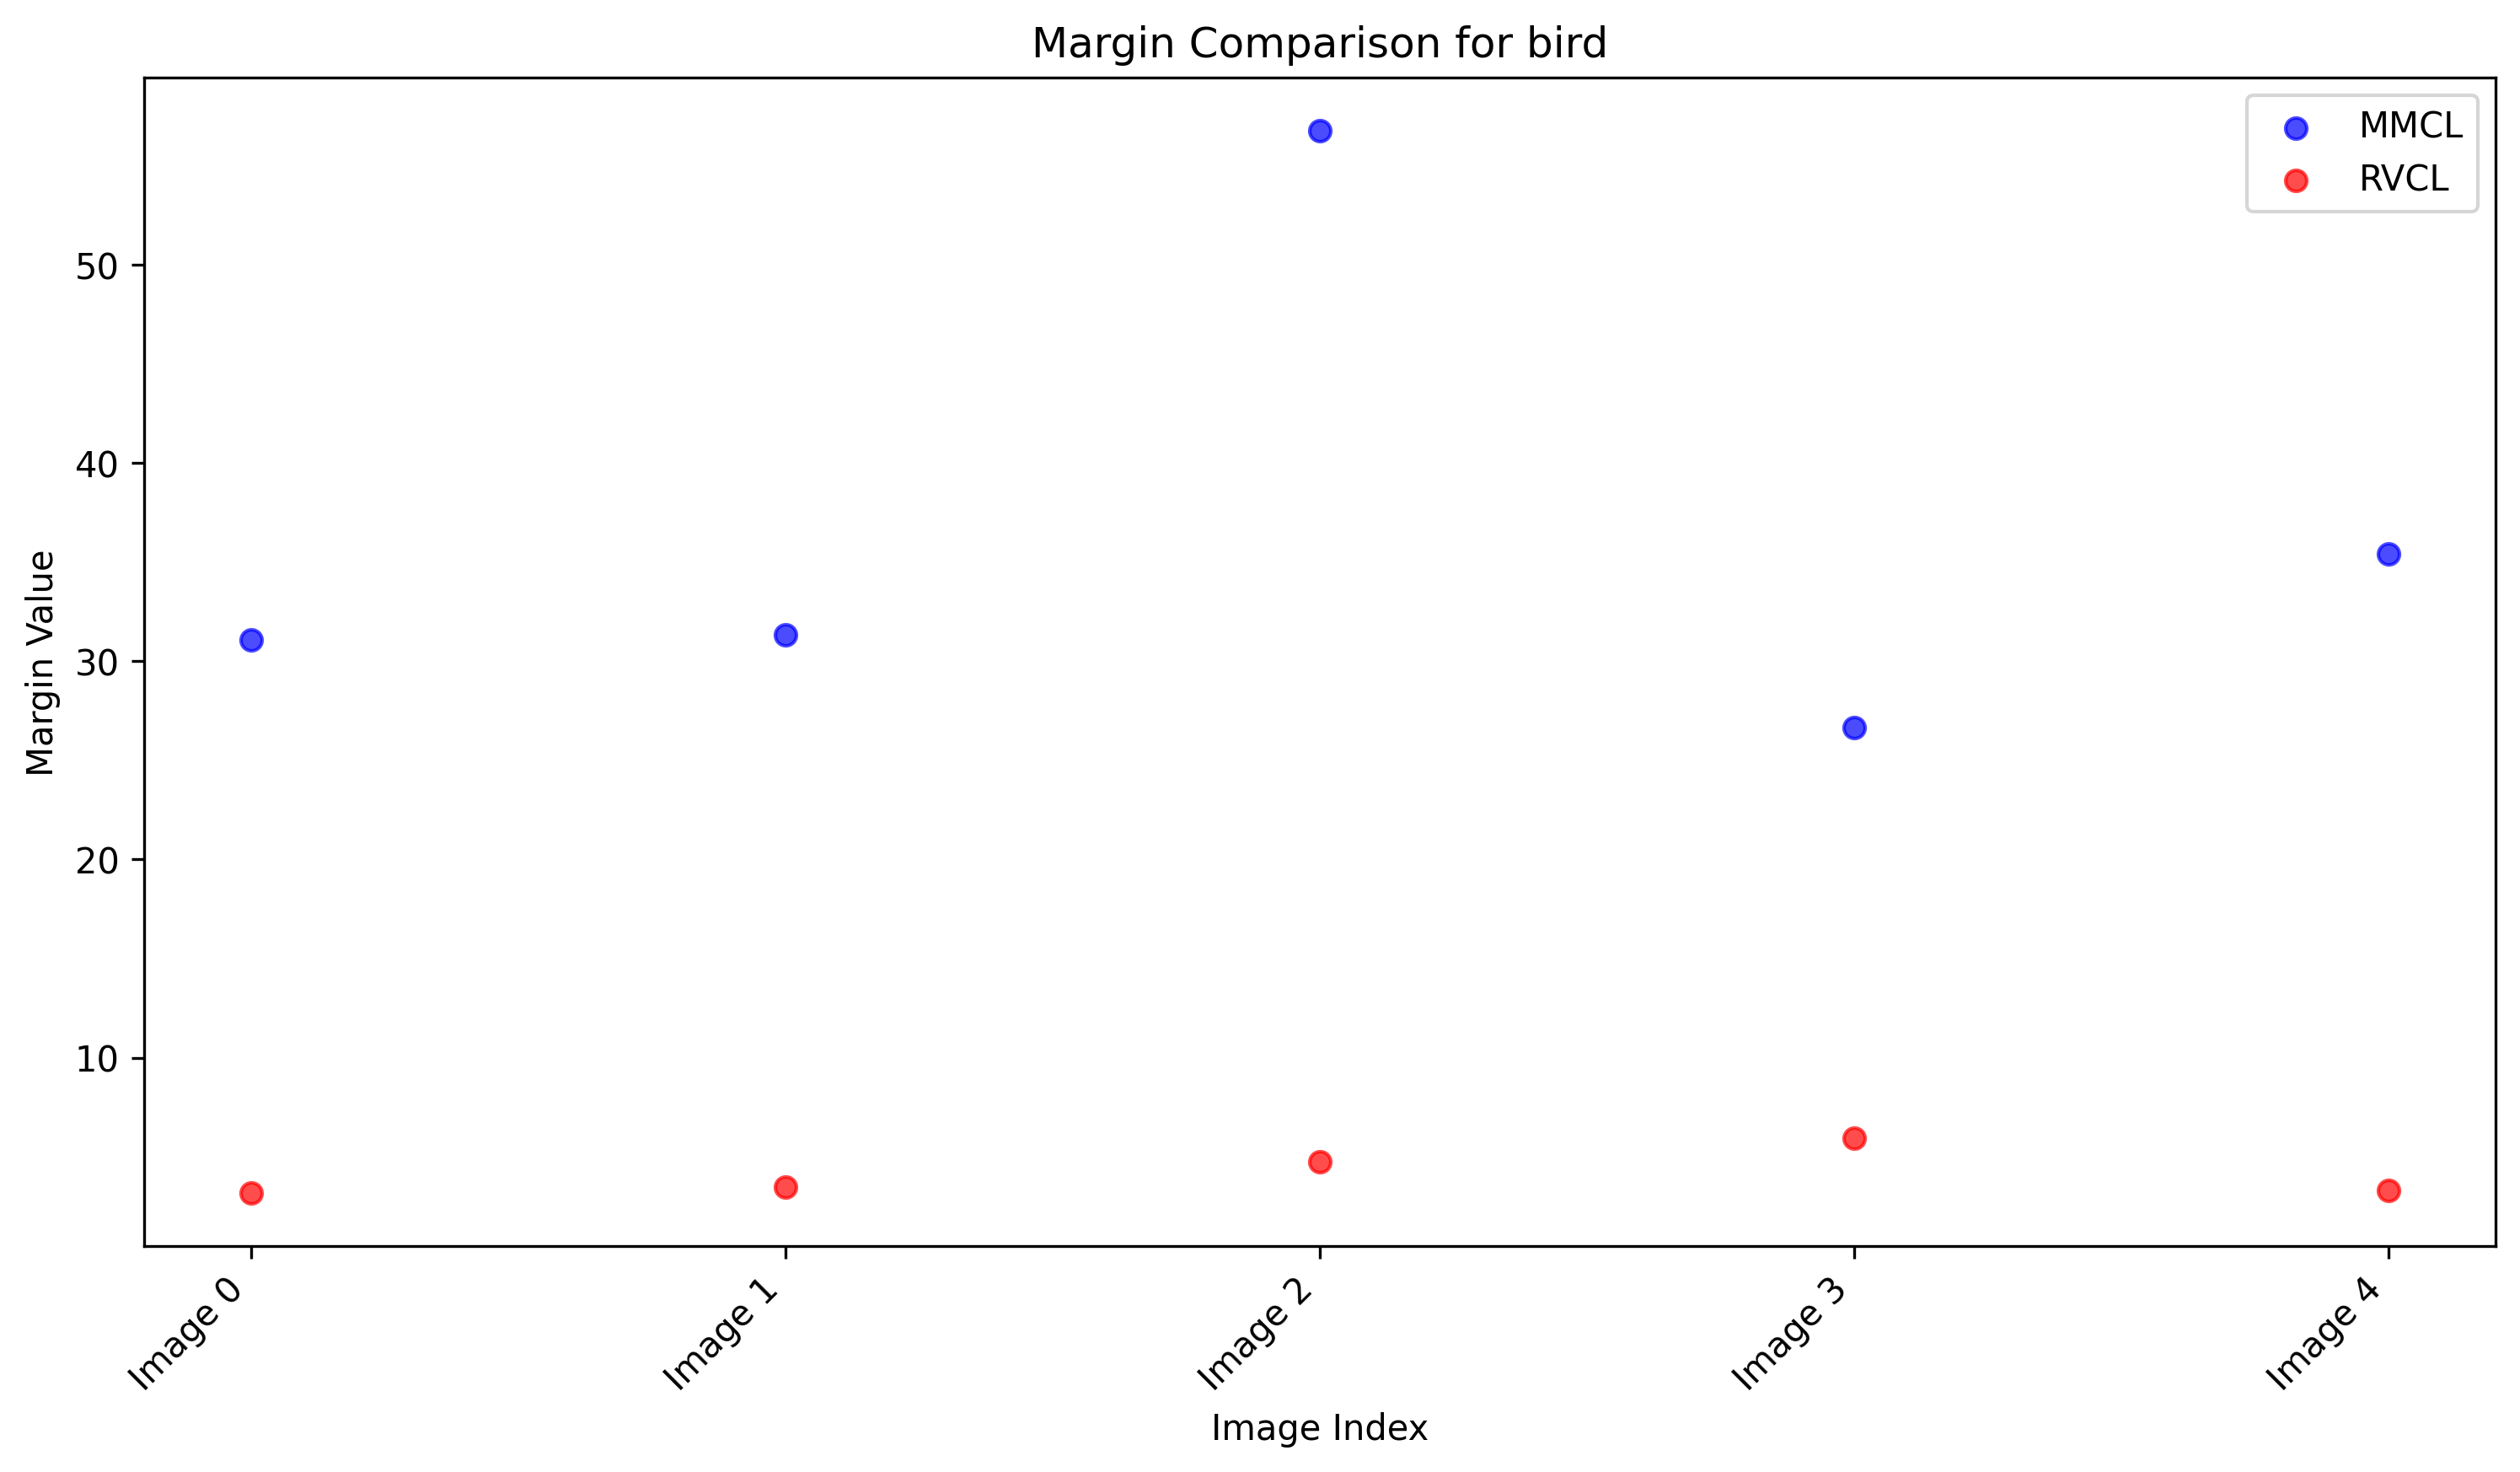 Margin Comparison for bird
MMCL
RVCL
Margin Value
50
40
30
20
10
Image 0
Image 1
Image 2
Image 3
Image 4
Image Index